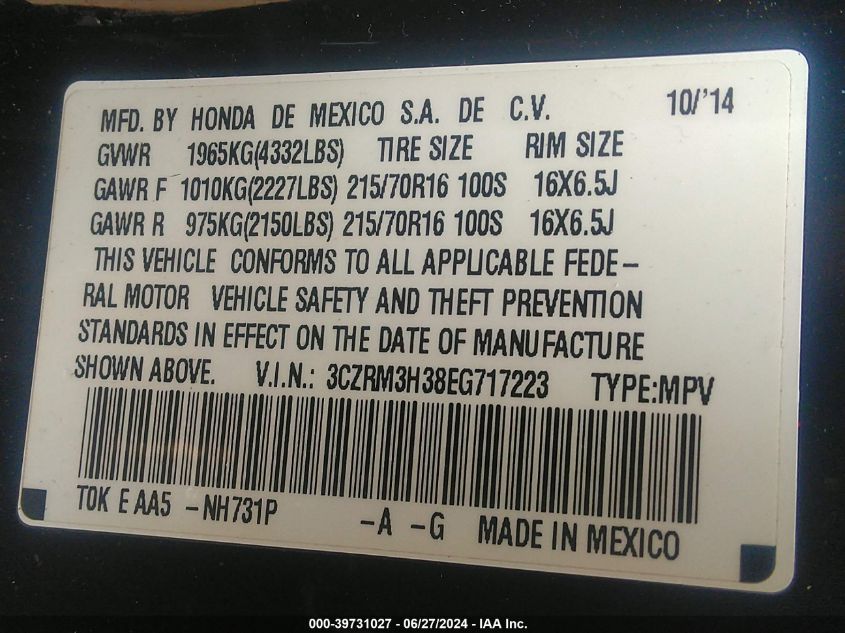 MFD. BY HONDA DE MEXICO S.A. DE C.V. 10/'14
GVWR 1965KG(4332LBS) TIRE SIZE RIM SIZE
GAWR F 1010KG(2227LBS) 215/70R16 100S 16X6.5J
GAWR R 975KG(2150LBS) 215/70R16 100S 16X6.5J
THIS VEHICLE CONFORMS TO ALL APPLICABLE FEDE-
RAL MOTOR VEHICLE SAFETY AND THEFT PREVENTION
STANDARDS IN EFFECT ON THE DATE OF MANUFACTURE
SHOWN ABOVE. V.I.N.: 3CZRM3H38EG717223 TYPE:MPV
T0K E AA5 -NH731P -A -G MADE IN MEXICO
000-39731027 - 06/27/2024 - IAA Inc.